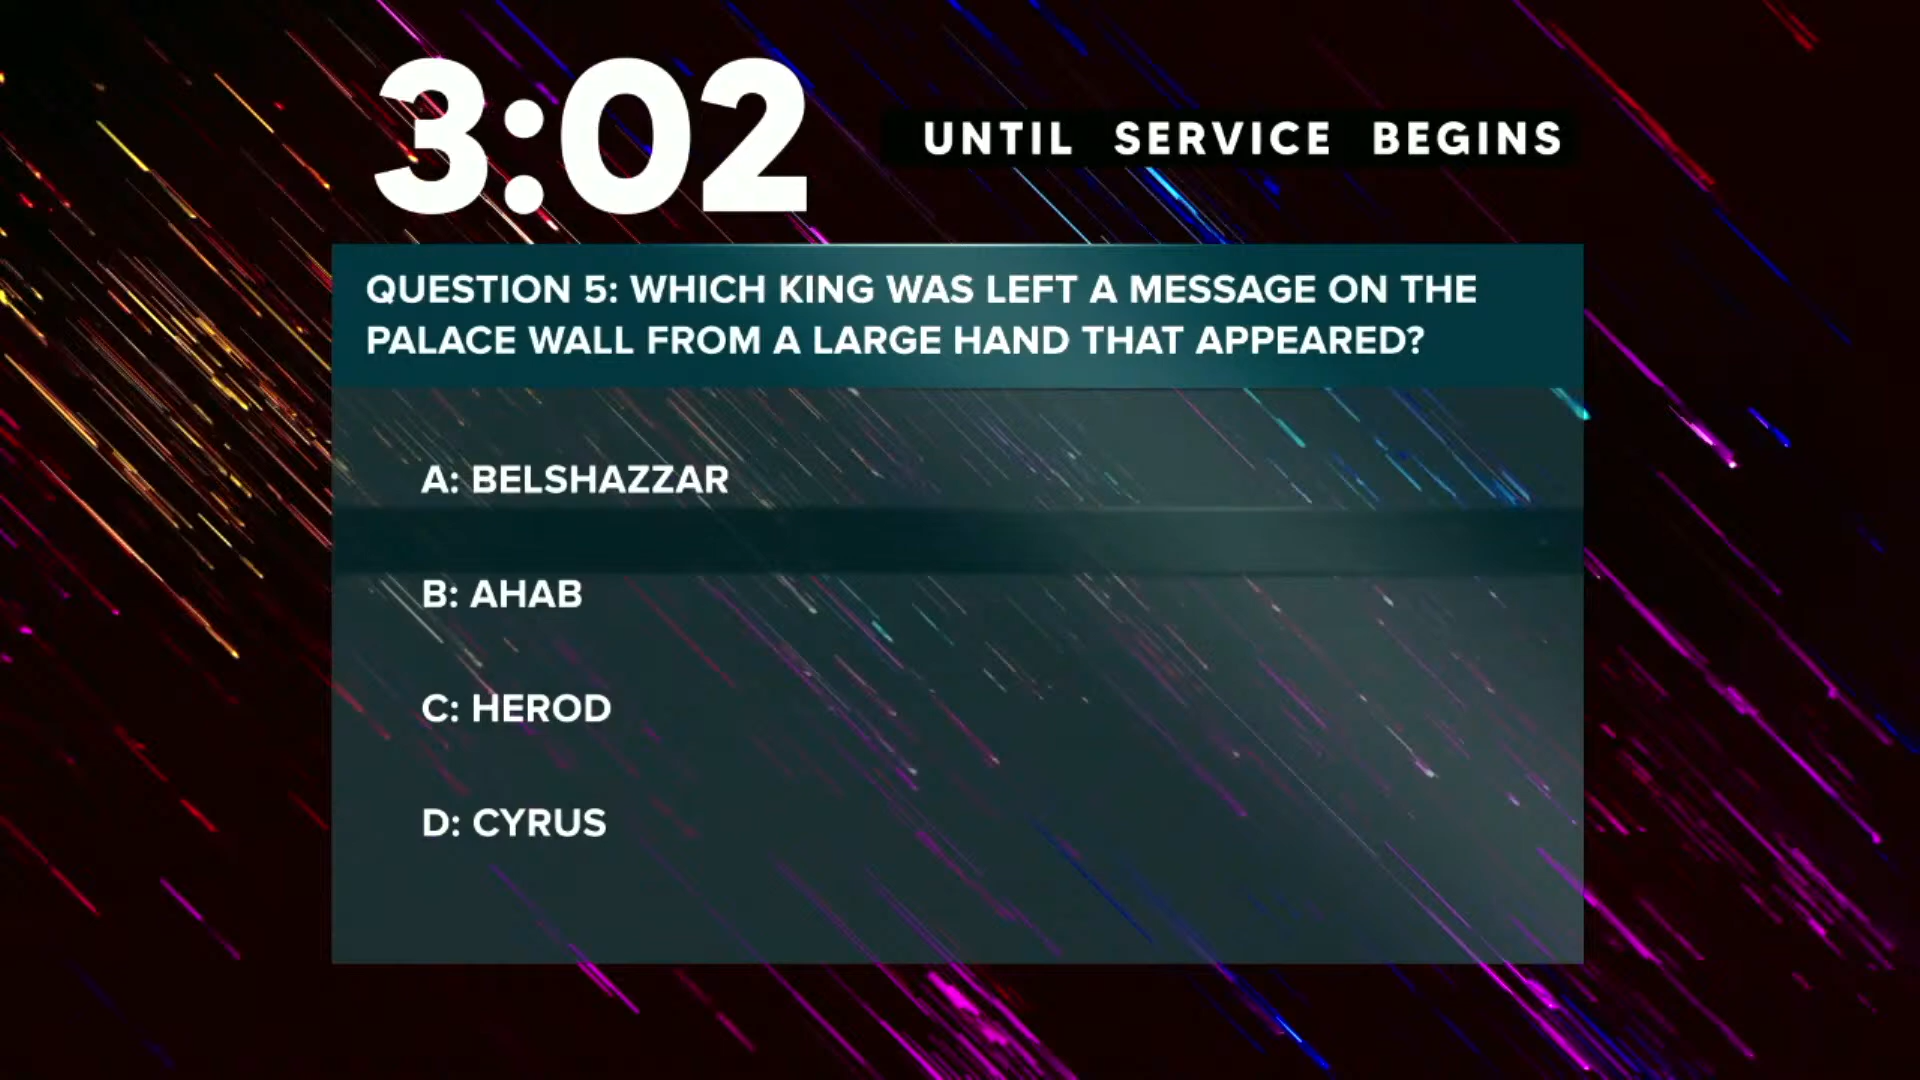 3:02 UNTIL SERVICE BEGINS
QUESTION 5: WHICH KING WAS LEFT A MESSAGE ON THE
PALACE WALL FROM A LARGE HAND THAT APPEARED?
A: BELSHAZZAR
B: AHAB
C: HEROD
D: CYRUS